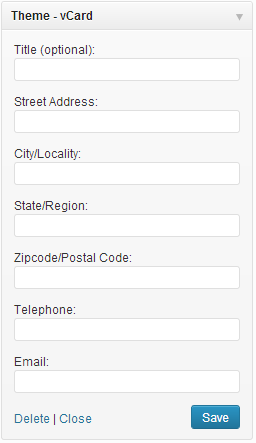 Theme - vCard
Title (optional):
Street Address:
City/Locality:
State/Region:
Zipcode/Postal Code:
Telephone:
Email:
Delete | Close Save